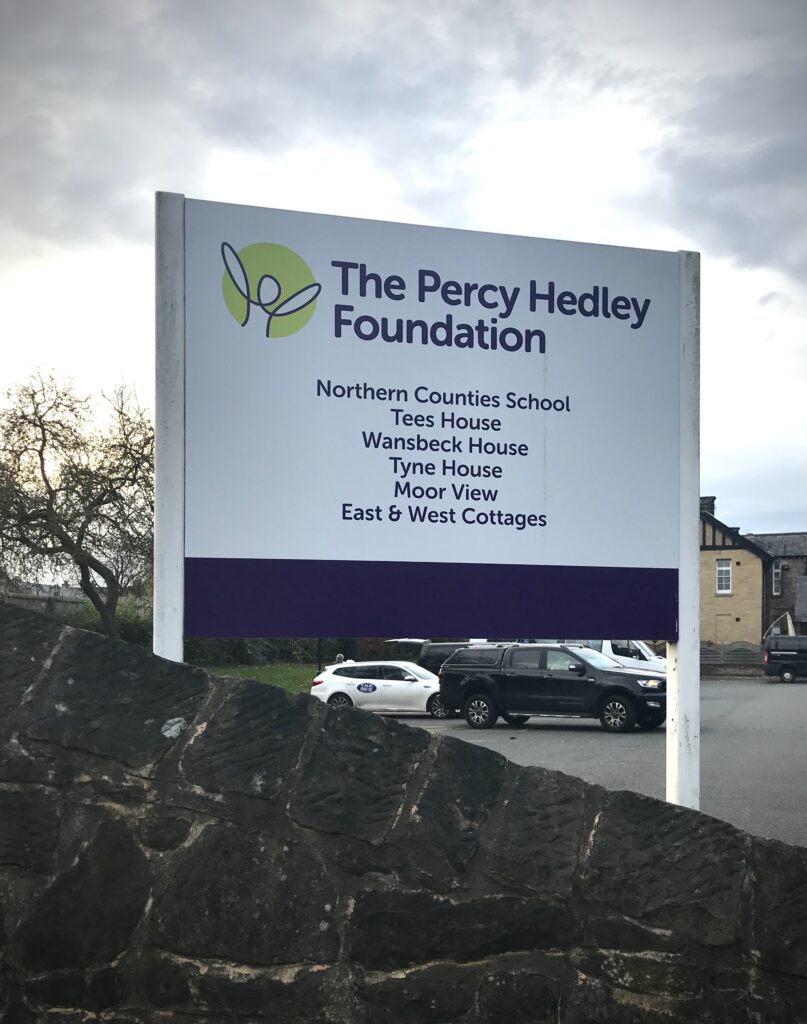 The Percy Hedley
Foundation
Northern Counties School
Tees House
Wansbeck House
Tyne House
Moor View
East & West Cottages